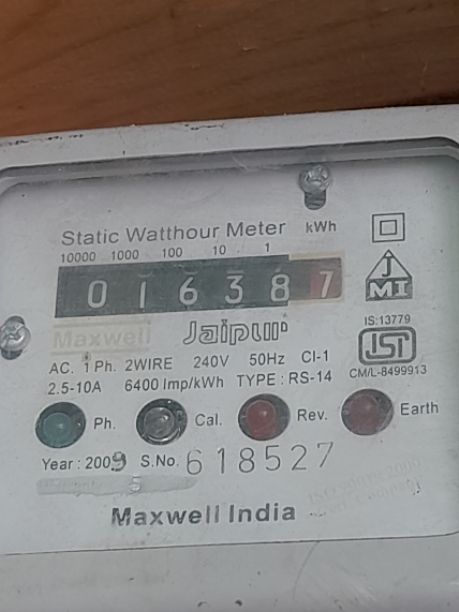 Static Watthour Meter kWh
10000 1000 100 10 1
0 1 6 3 8 7
J
MI
Maxwell Jaipur
IS:13779
ISI
AC. 1 Ph. 2WIRE 240V 50Hz Cl-1
CM/L-8499913
2.5-10A 6400 Imp/kWh TYPE : RS-14
Ph. Cal. Rev. Earth
Year : 2009 S.No. 618527
Maxwell India